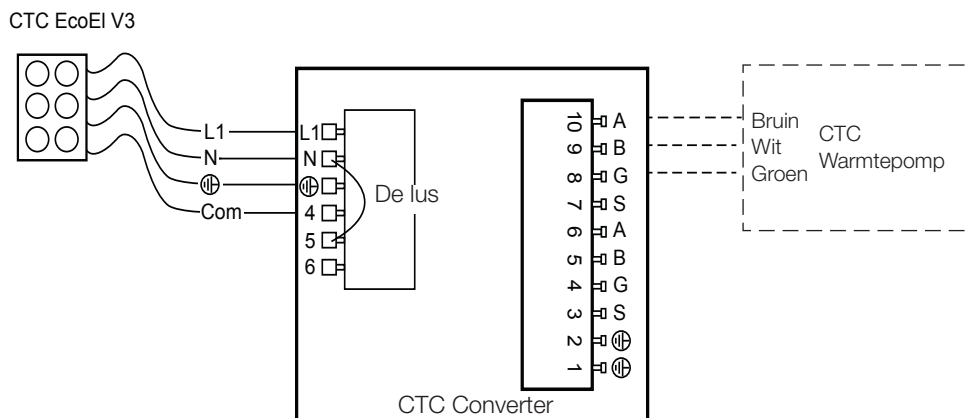 CTC EcoEl V3
L1
N
Com
L1
N
4
5
6
De lus
10 A
9 B
8 G
7 S
6 A
5 B
4 G
3 S
2
1
Bruin
Wit
Groen
CTC
Warmtepomp
CTC Converter